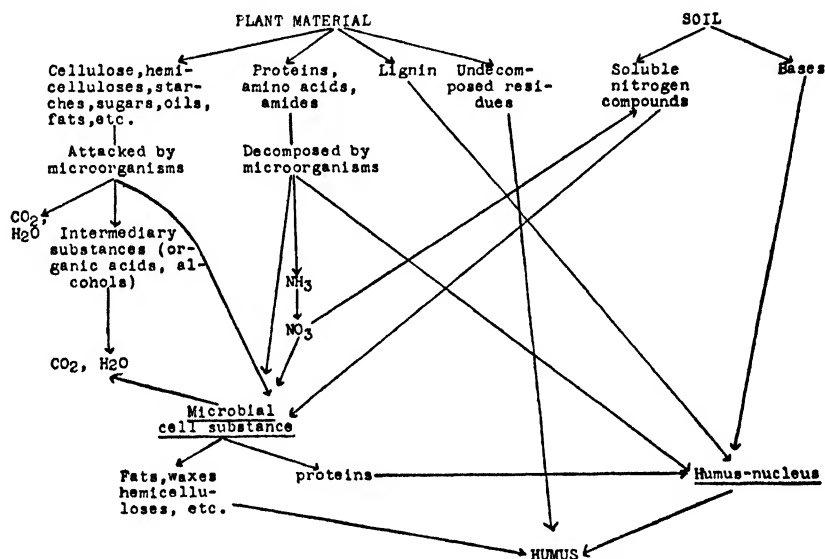 PLANT MATERIAL
SOIL
Cellulose,hemi-
celluloses,star-
ches,sugars,oils,
fats,etc.
Proteins,
amino acids,
amides
Lignin
Undecom-
posed resi-
dues
Soluble
nitrogen
compounds
Bases
Attacked by
microorganisms
Decomposed by
microorganisms
CO2,
H2O
Intermediary
substances (or-
ganic acids, al-
cohols)
NH3
NO3
CO2, H2O
Microbial
cell substance
Fats,waxes
hemicellu-
loses, etc.
proteins
Humus-nucleus
HUMUS